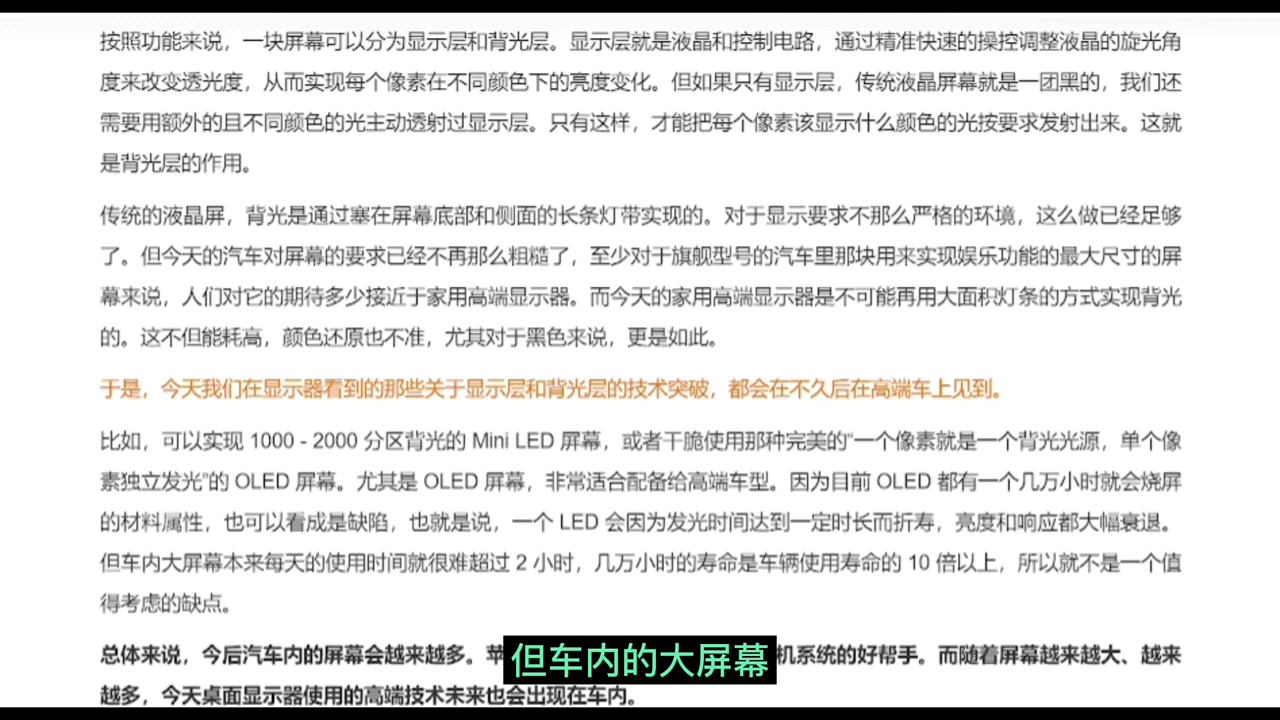 按照功能来说，一块屏幕可以分为显示层和背光层。显示层就是液晶和控制电路，通过精准快速的操控调整液晶的旋光角
度来改变透光度，从而实现每个像素在不同颜色下的亮度变化。但如果只有显示层，传统液晶屏幕就是一团黑的，我们还
需要用额外的且不同颜色的光主动透射过显示层。只有这样，才能把每个像素该显示什么颜色的光按要求发射出来。这就
是背光层的作用。
传统的液晶屏，背光是通过塞在屏幕底部和侧面的长条灯带实现的。对于显示要求不那么严格的环境，这么做已经足够
了。但今天的汽车对屏幕的要求已经不再那么粗糙了，至少对于旗舰型号的汽车里那块用来实现娱乐功能的最大尺寸的屏
幕来说，人们对它的期待多少接近于家用高端显示器。而今天的家用高端显示器是不可能再用大面积灯条的方式实现背光
的。这不但能耗高，颜色还原也不准，尤其对于黑色来说，更是如此。
于是，今天我们在显示器看到的那些关于显示层和背光层的技术突破，都会在不久后在高端车上见到。
比如，可以实现 1000 - 2000 分区背光的 Mini LED 屏幕，或者干脆使用那种完美的“一个像素就是一个背光光源，单个像
素独立发光”的 OLED 屏幕。尤其是 OLED 屏幕，非常适合配备给高端车型。因为目前 OLED 都有一个几万小时就会烧屏
的材料属性，也可以看成是缺陷，也就是说，一个 LED 会因为发光时间达到一定时长而折寿，亮度和响应都大幅衰退。
但车内大屏幕本来每天的使用时间就很难超过 2 小时，几万小时的寿命是车辆使用寿命的 10 倍以上，所以就不是一个值
得考虑的缺点。
总体来说，今后汽车内的屏幕会越来越多。苹 机系统的好帮手。而随着屏幕越来越大、越来
越多，今天桌面显示器使用的高端技术未来也会出现在车内。
但车内的大屏幕